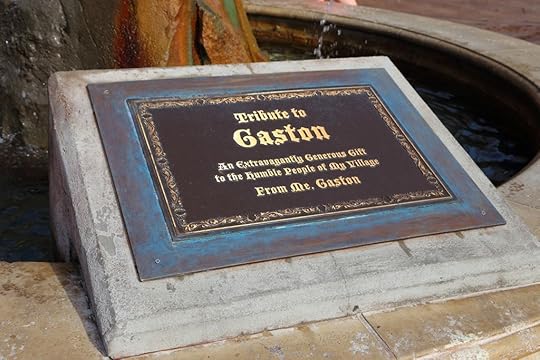 Tribute to
Gaston
An Extravagantly Generous Gift
to the Humble People of My Village
From Me, Gaston